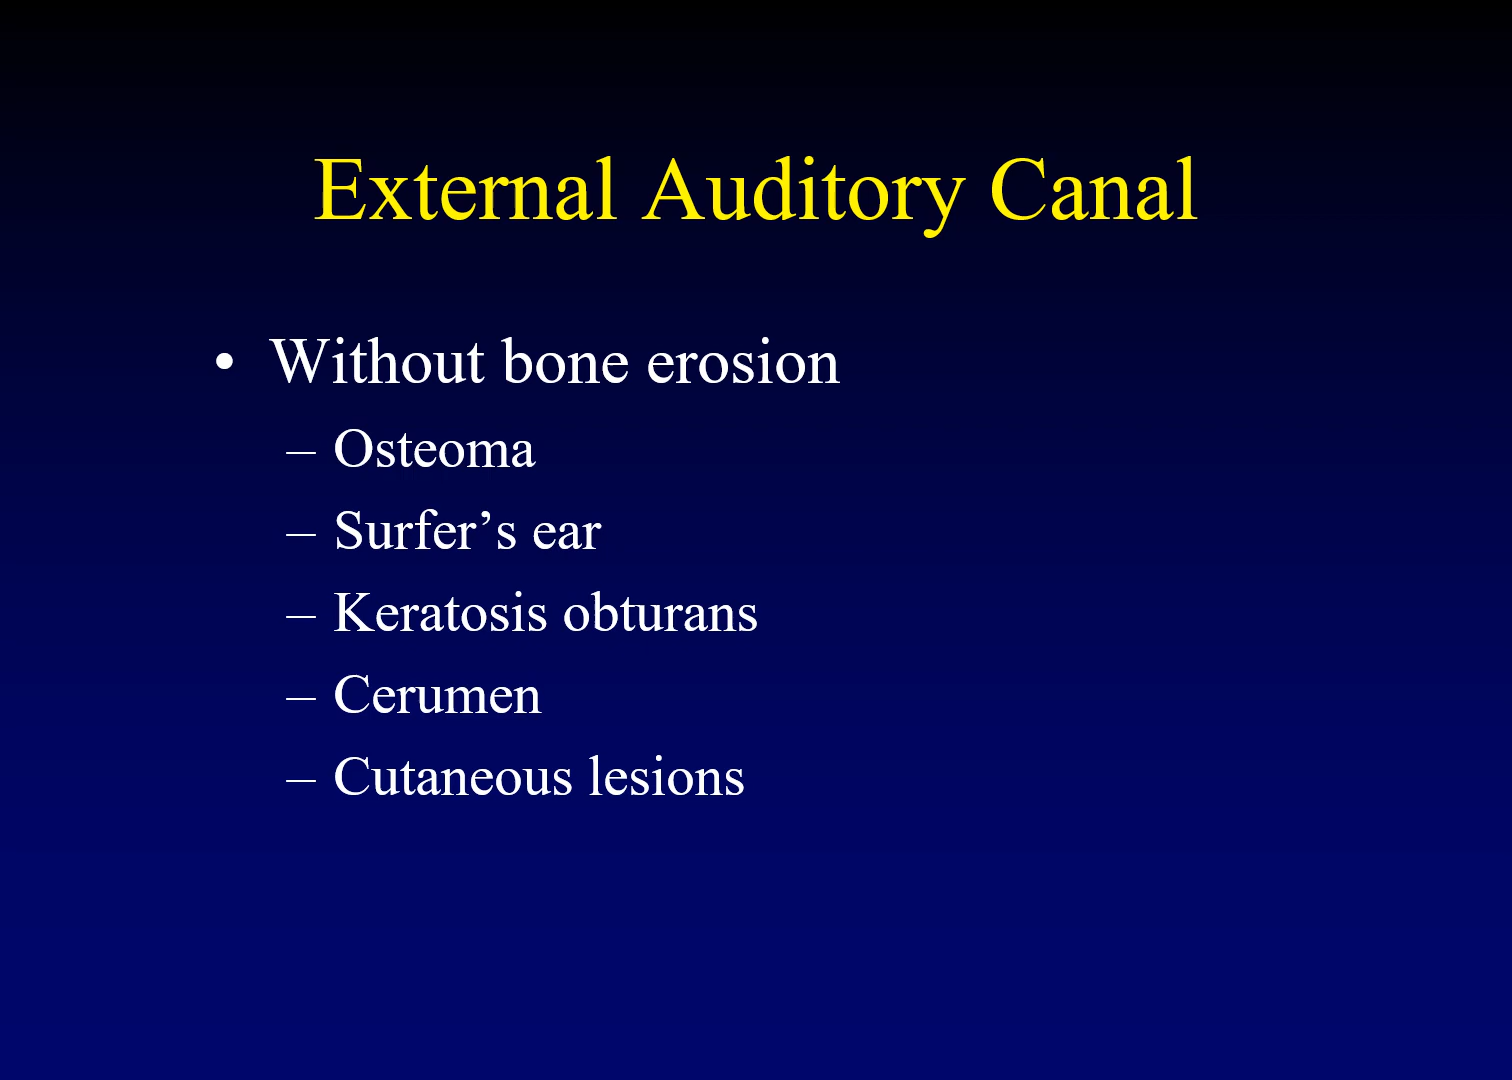 External Auditory Canal
• Without bone erosion
– Osteoma
– Surfer’s ear
– Keratosis obturans
– Cerumen
– Cutaneous lesions